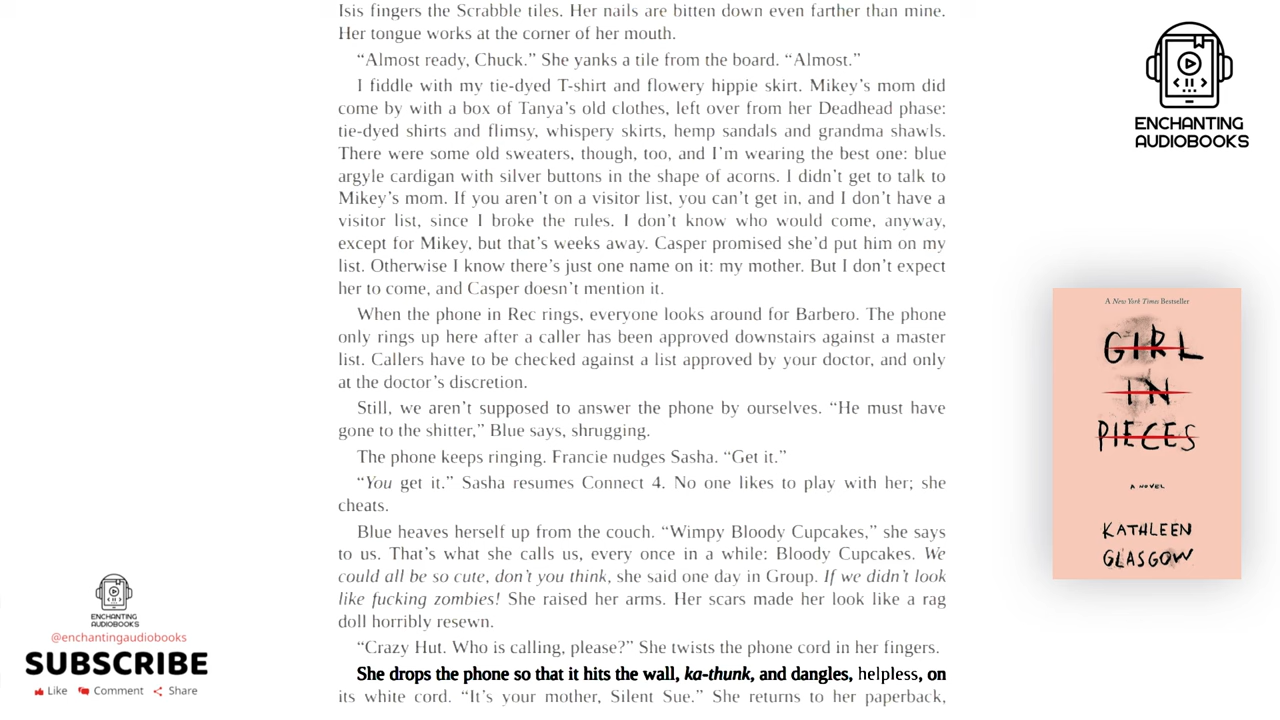 Isis fingers the Scrabble tiles. Her nails are bitten down even farther than mine.
Her tongue works at the corner of her mouth.
“Almost ready, Chuck.” She yanks a tile from the board. “Almost.”
I fiddle with my tie-dyed T-shirt and flowery hippie skirt. Mikey’s mom did
come by with a box of Tanya’s old clothes, left over from her Deadhead phase:
tie-dyed shirts and flimsy, whispery skirts, hemp sandals and grandma shawls.
There were some old sweaters, though, too, and I’m wearing the best one: blue
argyle cardigan with silver buttons in the shape of acorns. I didn’t get to talk to
Mikey’s mom. If you aren’t on a visitor list, you can’t get in, and I don’t have a
visitor list, since I broke the rules. I don’t know who would come, anyway,
except for Mikey, but that’s weeks away. Casper promised she’d put him on my
list. Otherwise I know there’s just one name on it: my mother. But I don’t expect
her to come, and Casper doesn’t mention it.
When the phone in Rec rings, everyone looks around for Barbero. The phone
only rings up here after a caller has been approved downstairs against a master
list. Callers have to be checked against a list approved by your doctor, and only
at the doctor’s discretion.
Still, we aren’t supposed to answer the phone by ourselves. “He must have
gone to the shitter,” Blue says, shrugging.
The phone keeps ringing. Francie nudges Sasha. “Get it.”
“You get it.” Sasha resumes Connect 4. No one likes to play with her; she
cheats.
Blue heaves herself up from the couch. “Wimpy Bloody Cupcakes,” she says
to us. That’s what she calls us, every once in a while: Bloody Cupcakes. We
could all be so cute, don’t you think, she said one day in Group. If we didn’t look
like fucking zombies! She raised her arms. Her scars made her look like a rag
doll horribly resewn.
“Crazy Hut. Who is calling, please?” She twists the phone cord in her fingers.
She drops the phone so that it hits the wall, ka-thunk, and dangles, helpless, on
its white cord. “It’s your mother, Silent Sue.” She returns to her paperback,
ENCHANTING
AUDIOBOOKS
A New York Times Bestseller
GIRL
IN
PIECES
A NOVEL
KATHLEEN
GLASGOW
ENCHANTING
AUDIOBOOKS
@enchantingaudiobooks
SUBSCRIBE
Like Comment Share